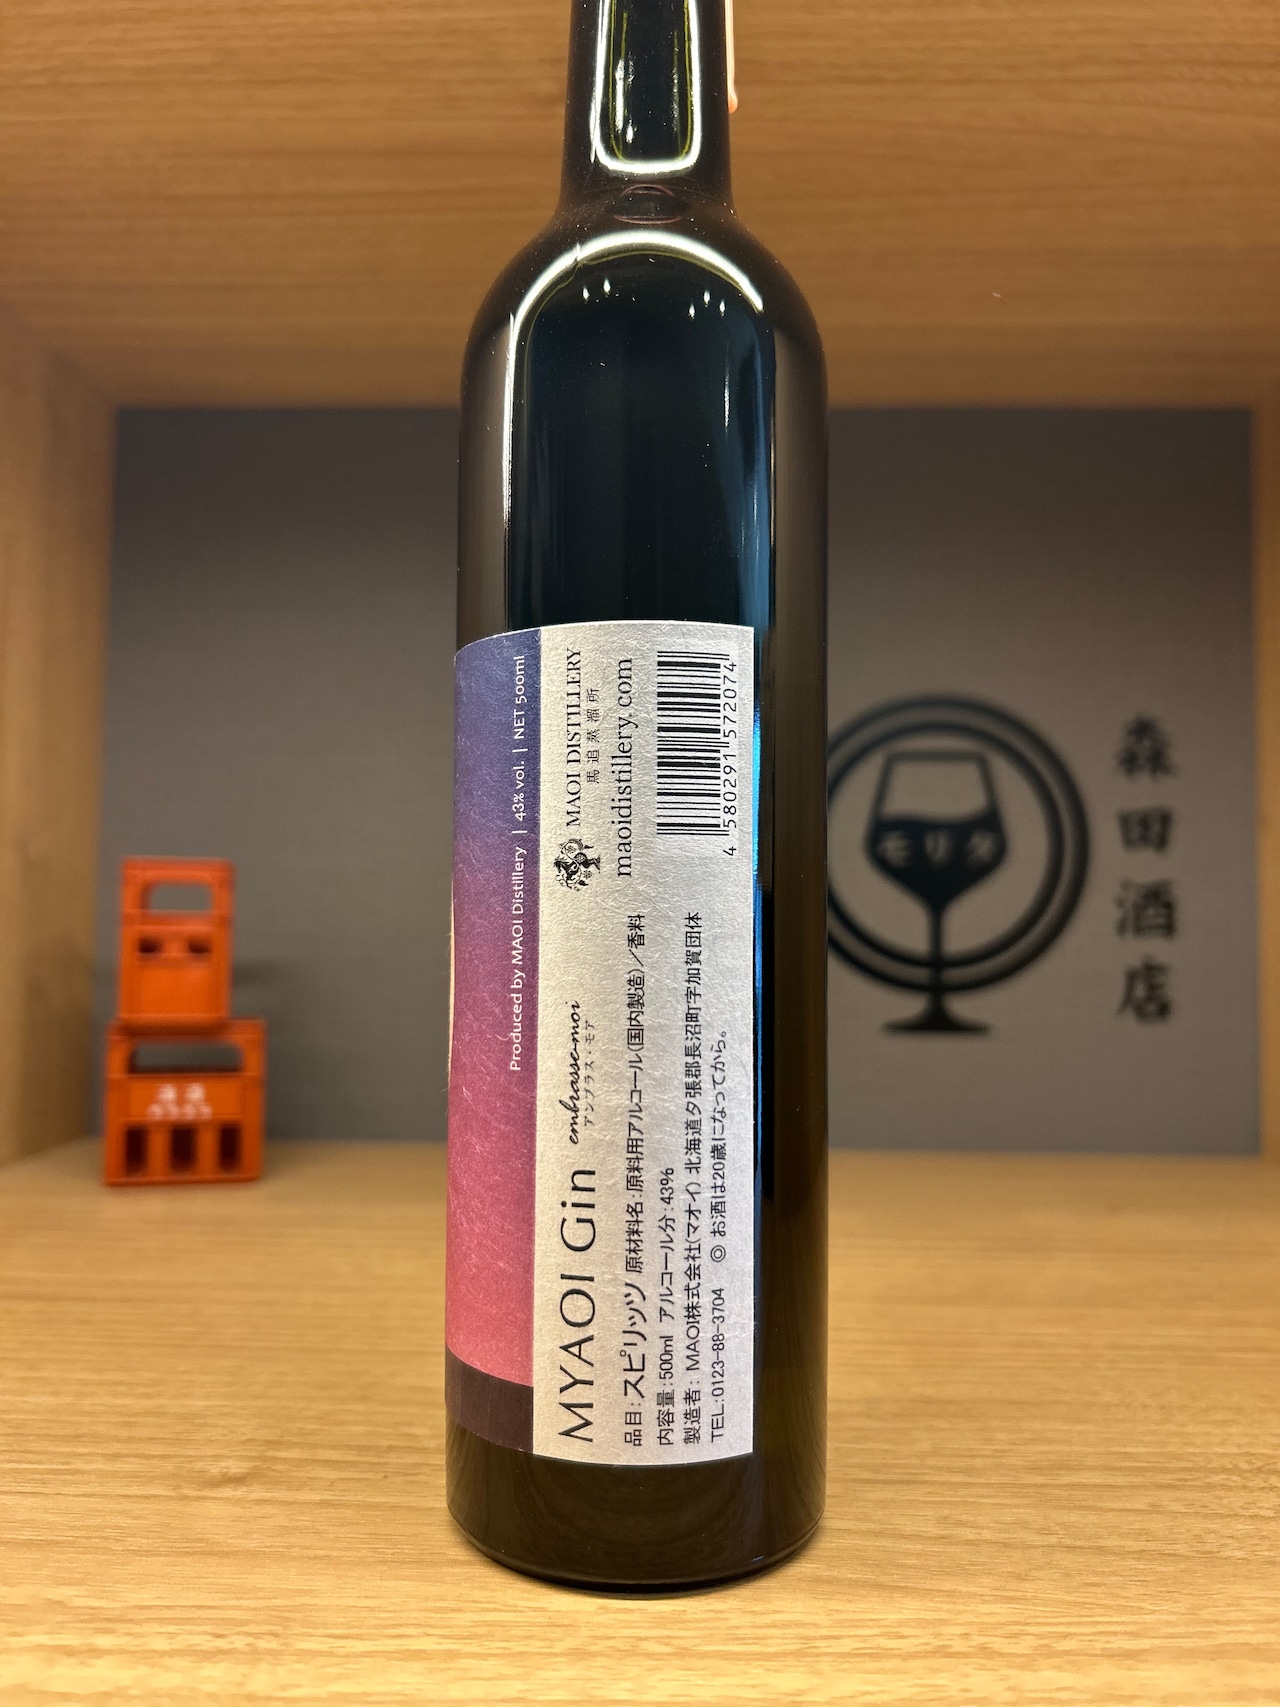 Produced by MAOI Distillery | 43% vol. | NET 500ml
MYAOI Gin embrasse-moi
アンブラス・モア
MAOI DISTILLERY
馬追蒸溜所
maoidistillery.com
品目:スピリッツ 原材料名:原料用アルコール(国内製造)/香料
内容量:500ml アルコール分:43%
製造者: MAOI株式会社(マオイ) 北海道夕張郡長沼町字加賀団体
TEL:0123-88-3704 ◎ お酒は20歳になってから。
4 580291 572074
モリタ
森田酒店